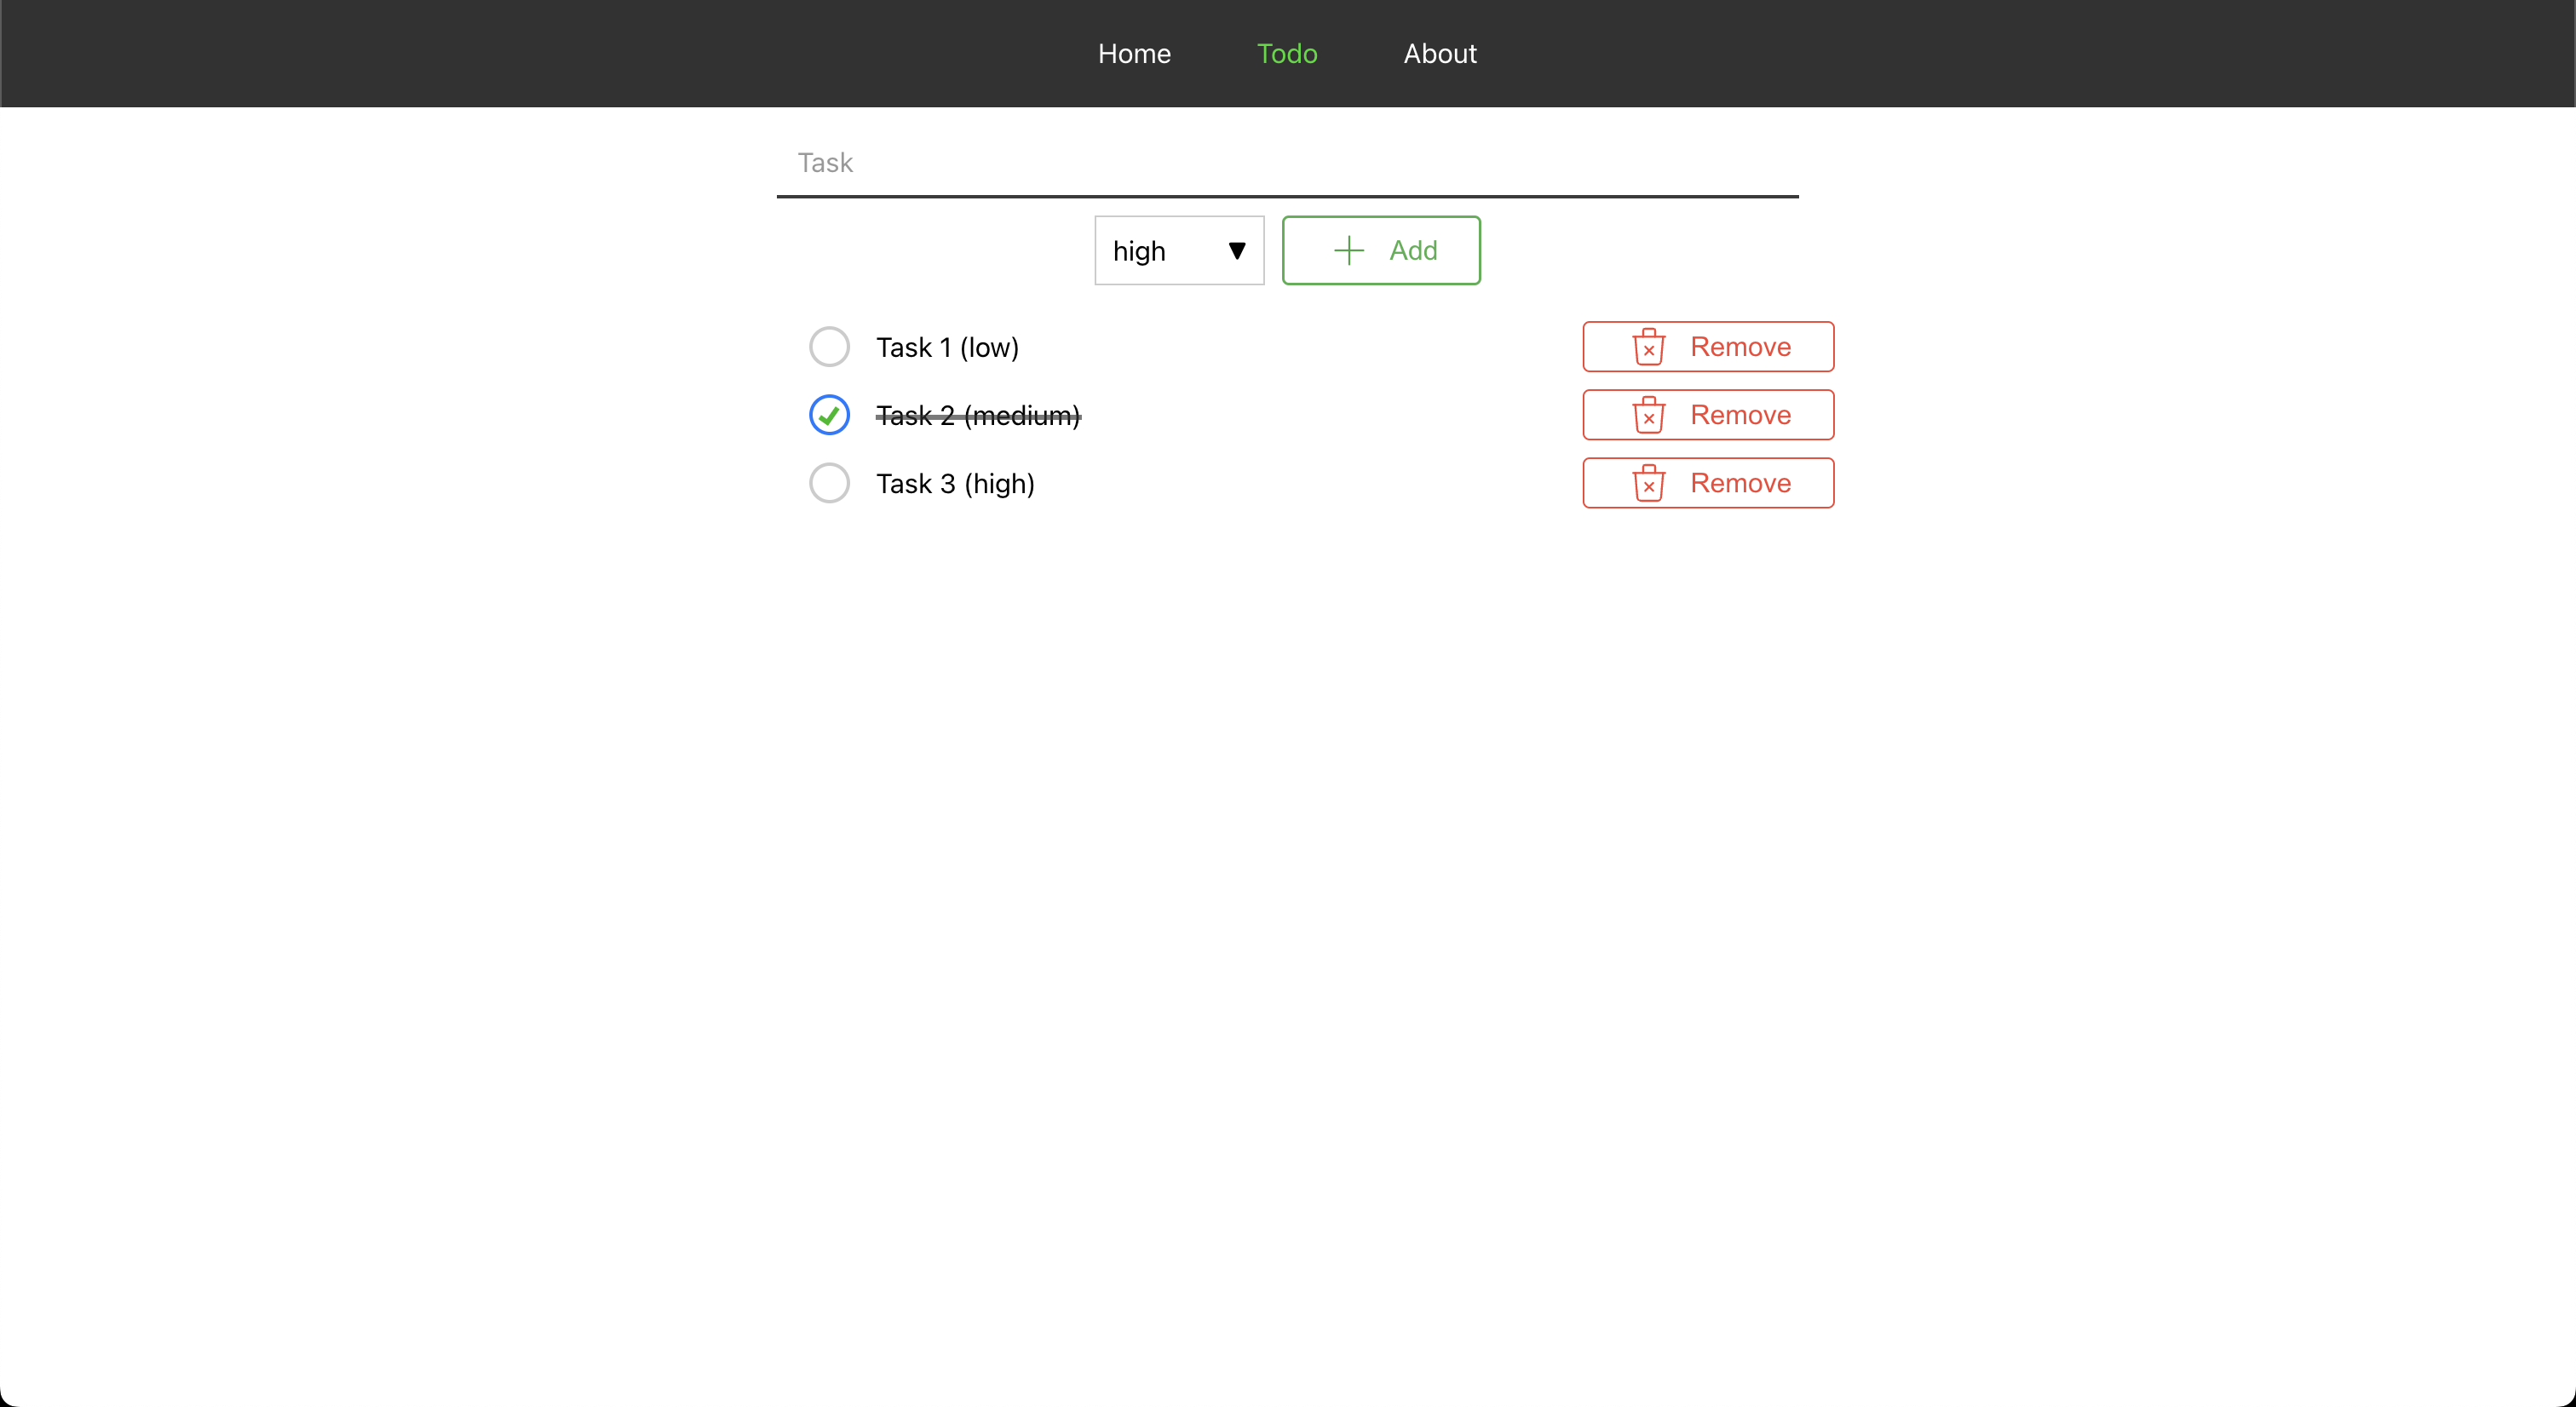 Home Todo About
Task
high Add
Task 1 (low) Remove
Task 2 (medium) Remove
Task 3 (high) Remove